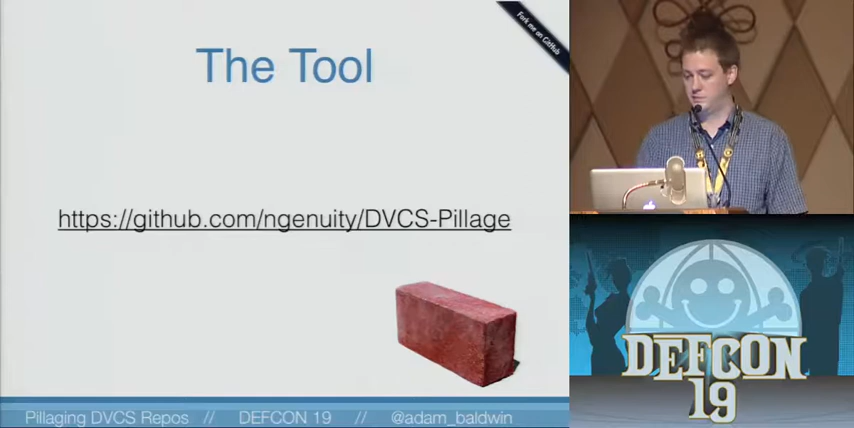 The Tool
Fork me on GitHub
https://github.com/ngenuity/DVCS-Pillage
Pillaging DVCS Repos // DEFCON 19 // @adam_baldwin
DEFCON
19